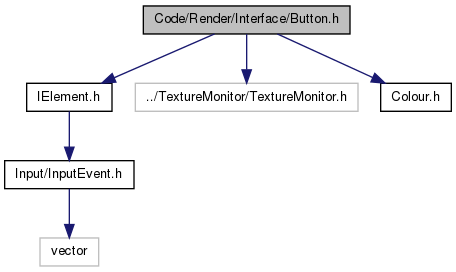 Code/Render/Interface/Button.h
IElement.h
../TextureMonitor/TextureMonitor.h
Colour.h
Input/InputEvent.h
vector